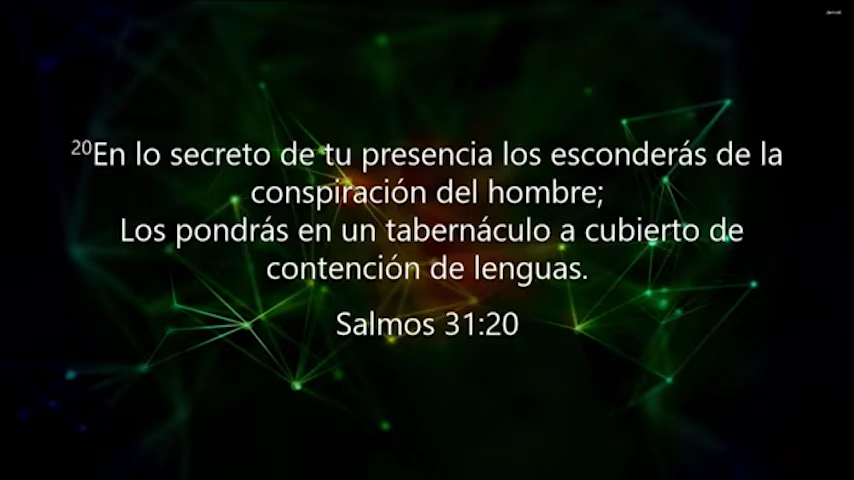 20En lo secreto de tu presencia los esconderás de la
conspiración del hombre;
Los pondrás en un tabernáculo a cubierto de
contención de lenguas.
Salmos 31:20